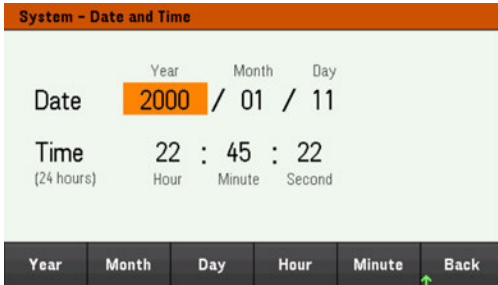 System - Date and Time
Year Month Day
Date 2000 / 01 / 11
Time 22 : 45 : 22
(24 hours) Hour Minute Second
Year Month Day Hour Minute Back